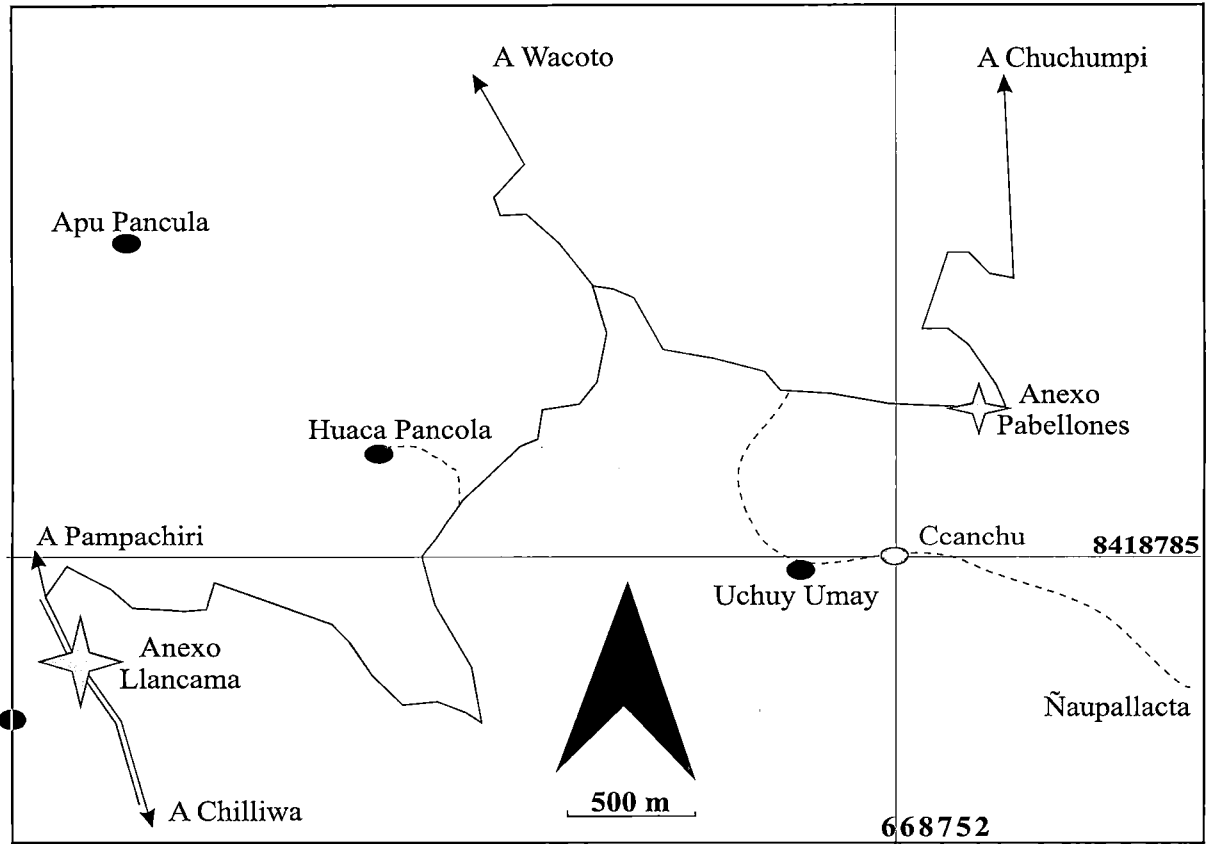 A Wacoto
A Chuchumpi
Apu Pancula
Anexo
Pabellones
Huaca Pancola
A Pampachiri
Ccanchu
8418785
Uchuy Umay
Anexo
Llancama
Ñaupallacta
500 m
A Chilliwa
668752